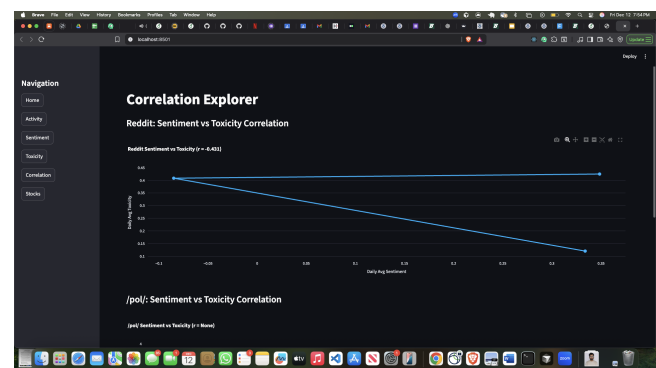 Brave File Edit View History Bookmarks Profiles Tab Window Help
Fri Dec 12 7:54 PM
localhost:8501
Update
Deploy
Navigation
Home
Activity
Sentiment
Toxicity
Correlation
Stocks
Correlation Explorer
Reddit: Sentiment vs Toxicity Correlation
Reddit Sentiment vs Toxicity (r = -0.431)
Daily Avg Toxicity
0.45
0.4
0.35
0.3
0.25
0.2
0.15
0.1
−0.1
−0.05
0
0.05
0.1
0.15
0.2
0.25
0.3
0.35
Daily Avg Sentiment
/pol/: Sentiment vs Toxicity Correlation
/pol/ Sentiment vs Toxicity (r = None)